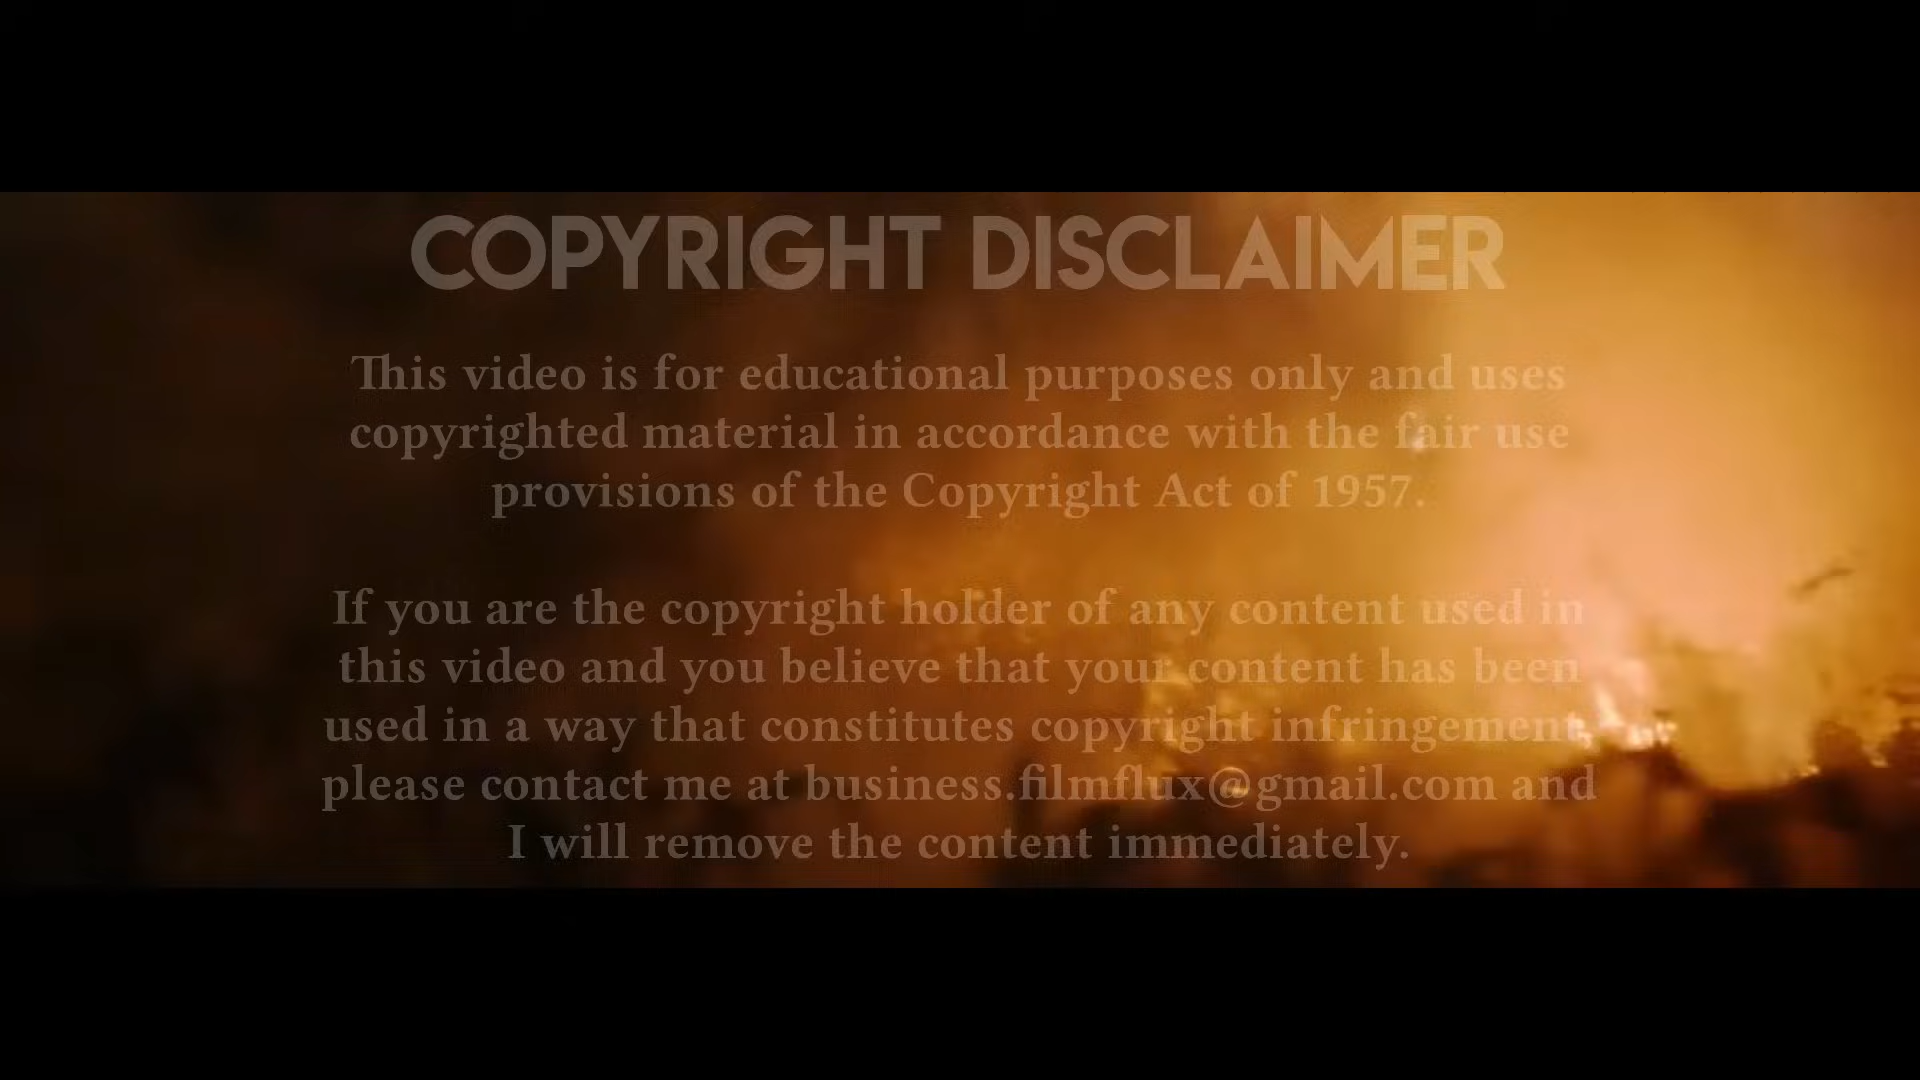 COPYRIGHT DISCLAIMER
This video is for educational purposes only and uses
copyrighted material in accordance with the fair use
provisions of the Copyright Act of 1957.
If you are the copyright holder of any content used in
this video and you believe that your content has been
used in a way that constitutes copyright infringement,
please contact me at business.filmflux@gmail.com and
I will remove the content immediately.